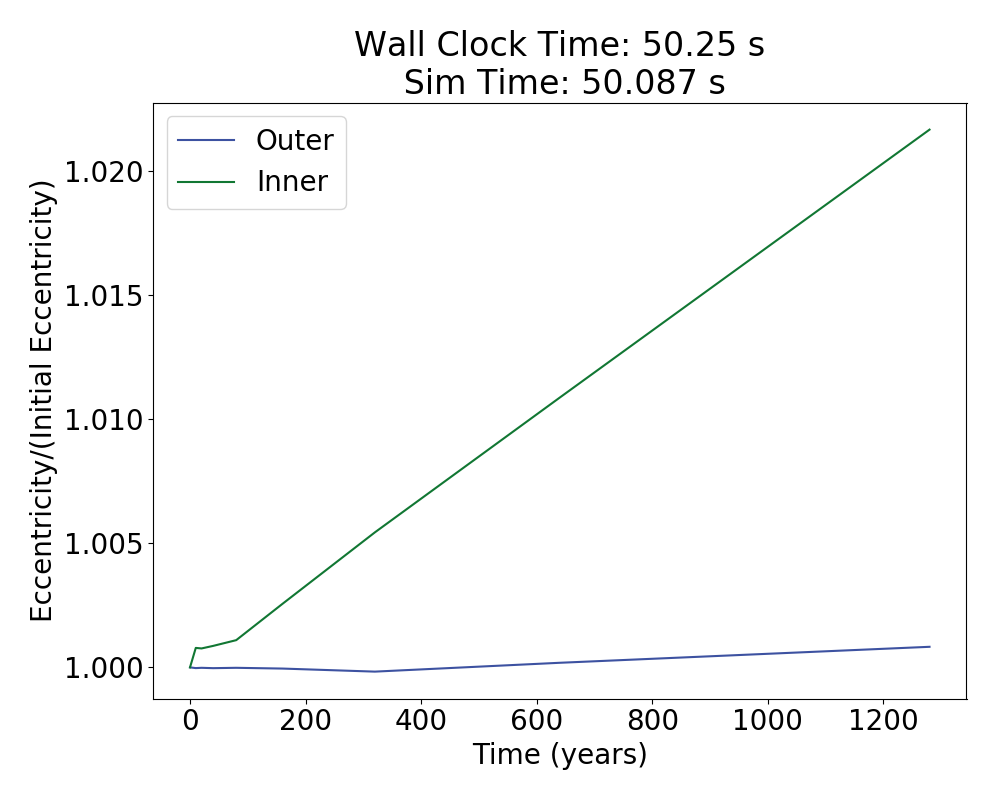 Wall Clock Time: 50.25 s
Sim Time: 50.087 s
Outer
Inner
Eccentricity/(Initial Eccentricity)
1.020
1.015
1.010
1.005
1.000
0 200 400 600 800 1000 1200
Time (years)